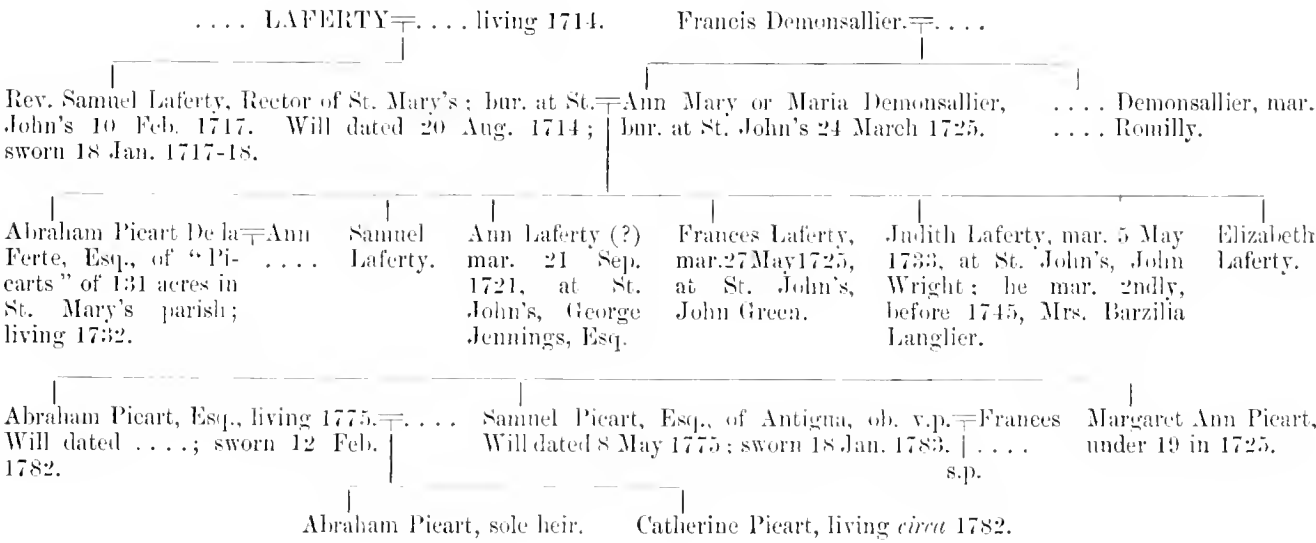 .... LAFERTY .... living 1714.
Francis Demonsallier. ....
Rev. Samuel Laferty, Rector of St. Mary's; bur. at St.
John's 10 Feb. 1717. Will dated 20 Aug. 1714;
sworn 18 Jan. 1717-18.
Ann Mary or Maria Demonsallier,
bur. at St. John's 24 March 1725.
.... Demonsallier, mar.
.... Romilly.
Abraham Picart De la
Ferte, Esq., of "Pi-
carts" of 131 acres in
St. Mary's parish;
living 1732.
Ann
....
Samuel
Laferty.
Ann Laferty (?)
mar. 21 Sep.
1721, at St.
John's, George
Jennings, Esq.
Frances Laferty,
mar. 27 May 1725,
at St. John's,
John Green.
Judith Laferty, mar. 5 May
1733, at St. John's, John
Wright; he mar. 2ndly,
before 1745, Mrs. Barzilia
Langlier.
Elizabeth
Laferty.
Abraham Picart, Esq., living 1775. ....
Will dated ....; sworn 12 Feb.
1782.
Samuel Picart, Esq., of Antigua, ob. v.p.
Will dated 8 May 1775; sworn 18 Jan. 1783.
Frances
....
s.p.
Margaret Ann Picart,
under 19 in 1725.
Abraham Picart, sole heir.
Catherine Picart, living circa 1782.